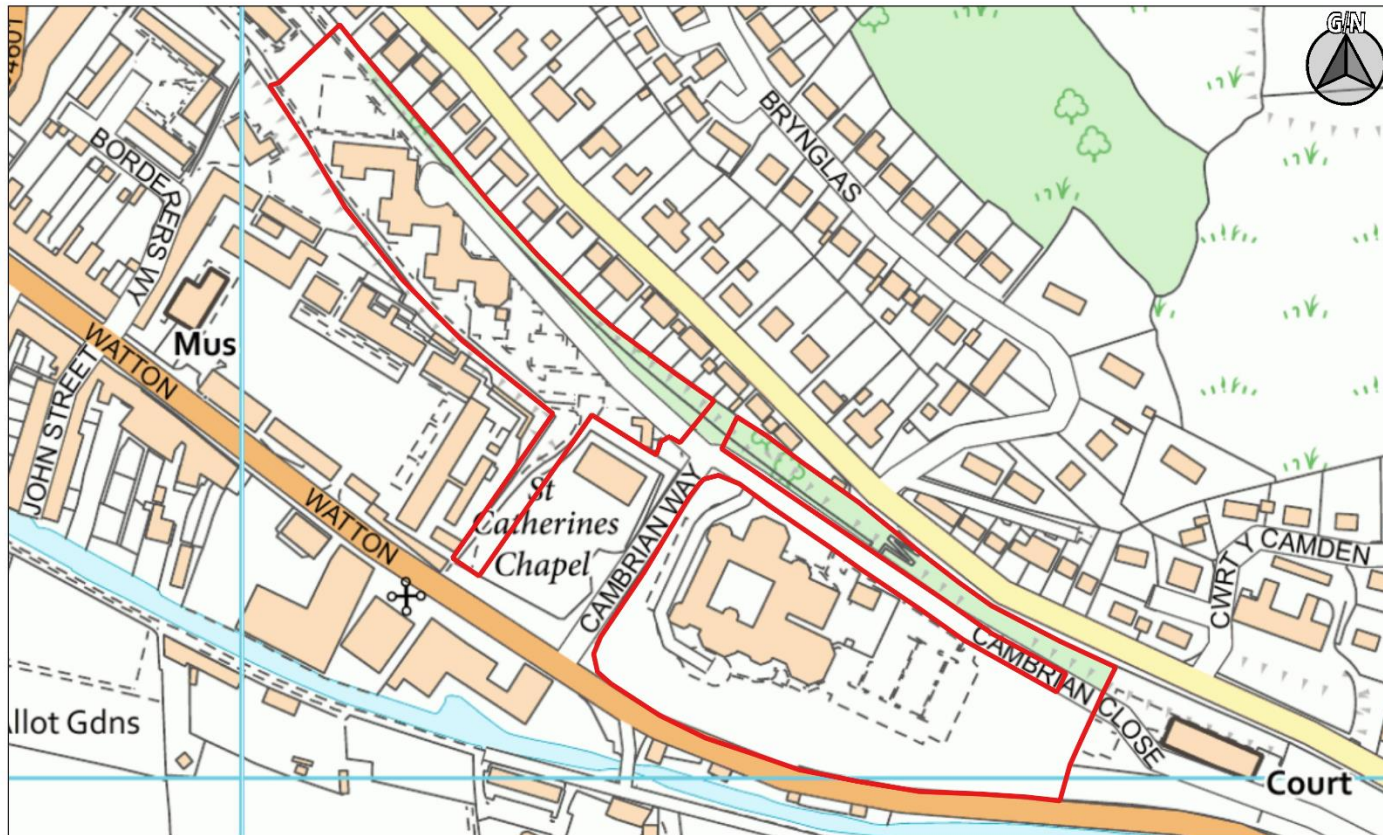 G/N
A4601
BORDERERS WY
BRYNGLAS
Mus
WATTON
JOHN STREET
WATTON
St
Catherines
Chapel
CAMBRIAN WAY
CWRT Y CAMDEN
CAMBRIAN CLOSE
Allot Gdns
Court